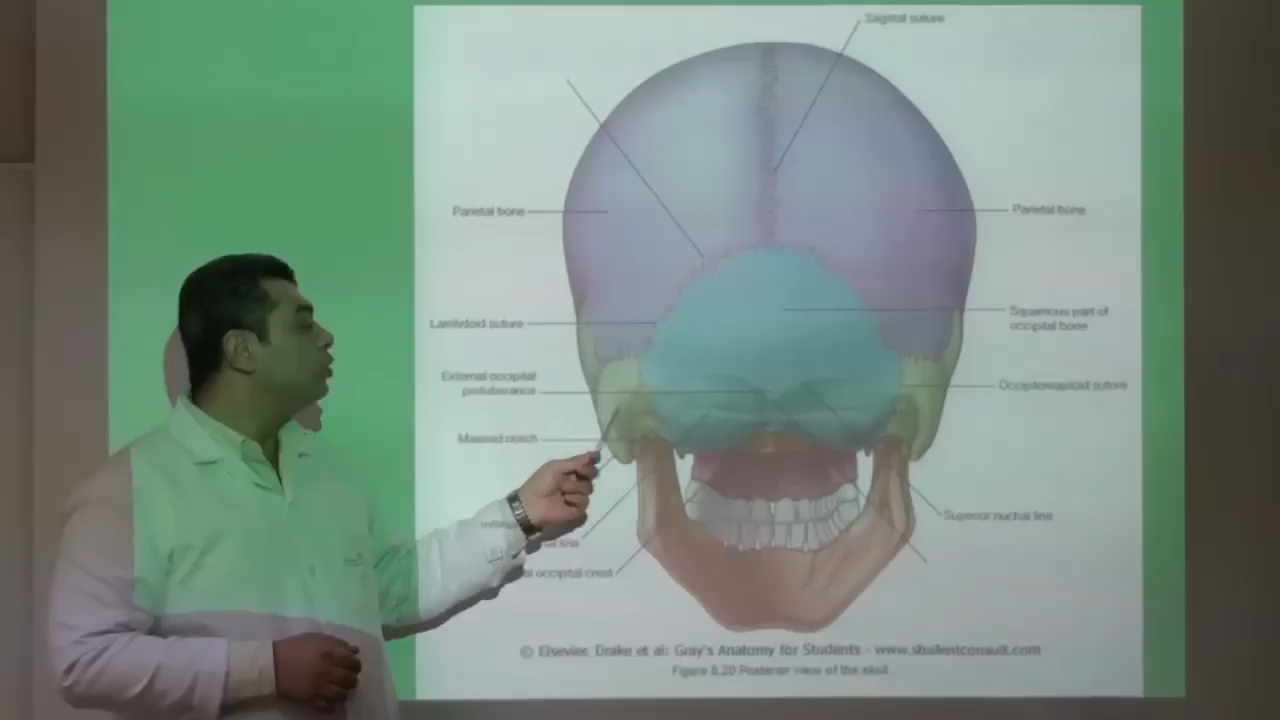 Sagittal suture
Parietal bone
Parietal bone
Squamous part of
occipital bone
Lambdoid suture
External occipital
protuberance
Occipitomastoid suture
Mastoid notch
Superior nuchal line
line
occipital crest
© Elsevier. Drake et al: Gray's Anatomy for Students - www.studentconsult.com
Figure 8.20 Posterior view of the skull